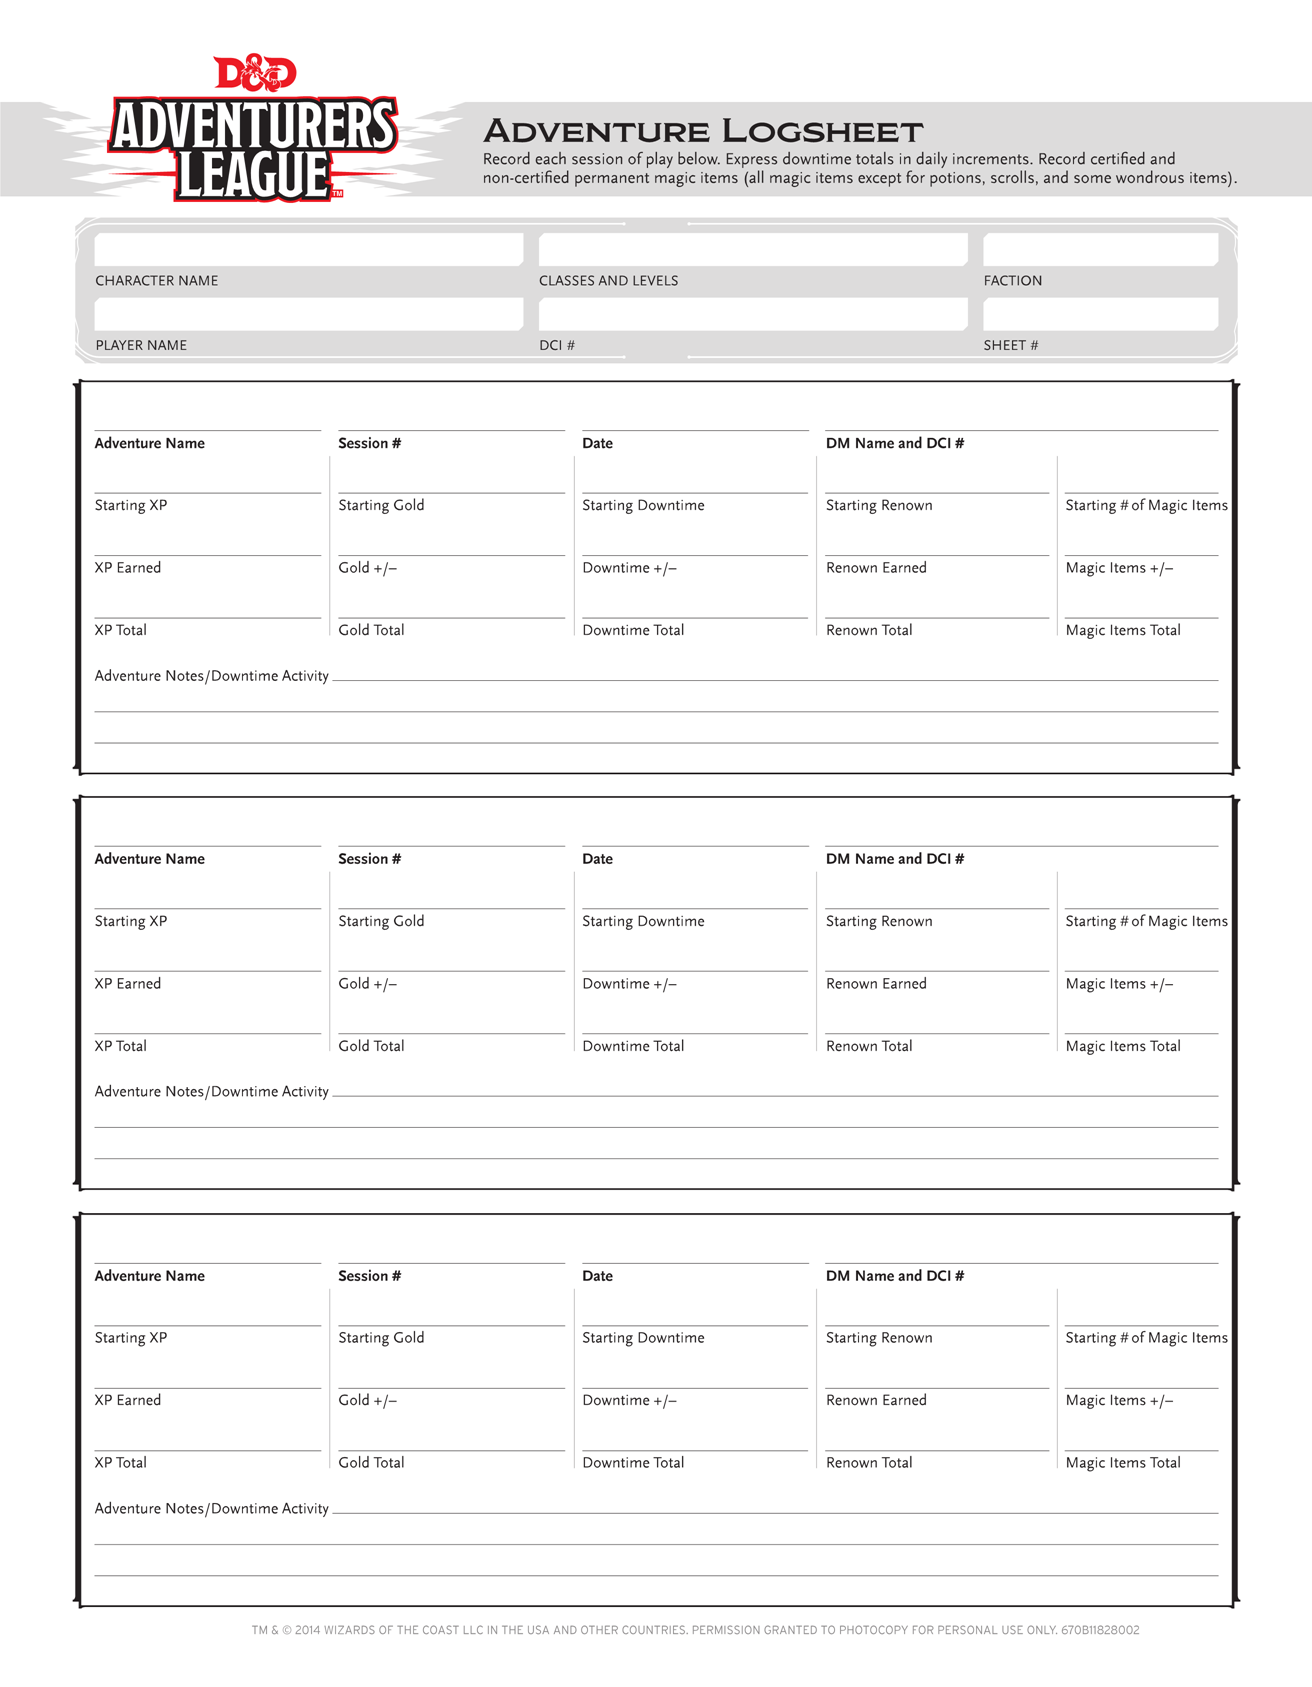 D&D
ADVENTURERS
LEAGUE™
ADVENTURE LOGSHEET
Record each session of play below. Express downtime totals in daily increments. Record certified and
non-certified permanent magic items (all magic items except for potions, scrolls, and some wondrous items).
CHARACTER NAME CLASSES AND LEVELS FACTION
PLAYER NAME DCI # SHEET #
Adventure Name Session # Date DM Name and DCI #
Starting XP Starting Gold Starting Downtime Starting Renown Starting # of Magic Items
XP Earned Gold +/– Downtime +/– Renown Earned Magic Items +/–
XP Total Gold Total Downtime Total Renown Total Magic Items Total
Adventure Notes/Downtime Activity
Adventure Name Session # Date DM Name and DCI #
Starting XP Starting Gold Starting Downtime Starting Renown Starting # of Magic Items
XP Earned Gold +/– Downtime +/– Renown Earned Magic Items +/–
XP Total Gold Total Downtime Total Renown Total Magic Items Total
Adventure Notes/Downtime Activity
Adventure Name Session # Date DM Name and DCI #
Starting XP Starting Gold Starting Downtime Starting Renown Starting # of Magic Items
XP Earned Gold +/– Downtime +/– Renown Earned Magic Items +/–
XP Total Gold Total Downtime Total Renown Total Magic Items Total
Adventure Notes/Downtime Activity
TM & © 2014 WIZARDS OF THE COAST LLC IN THE USA AND OTHER COUNTRIES. PERMISSION GRANTED TO PHOTOCOPY FOR PERSONAL USE ONLY. 670B11828002